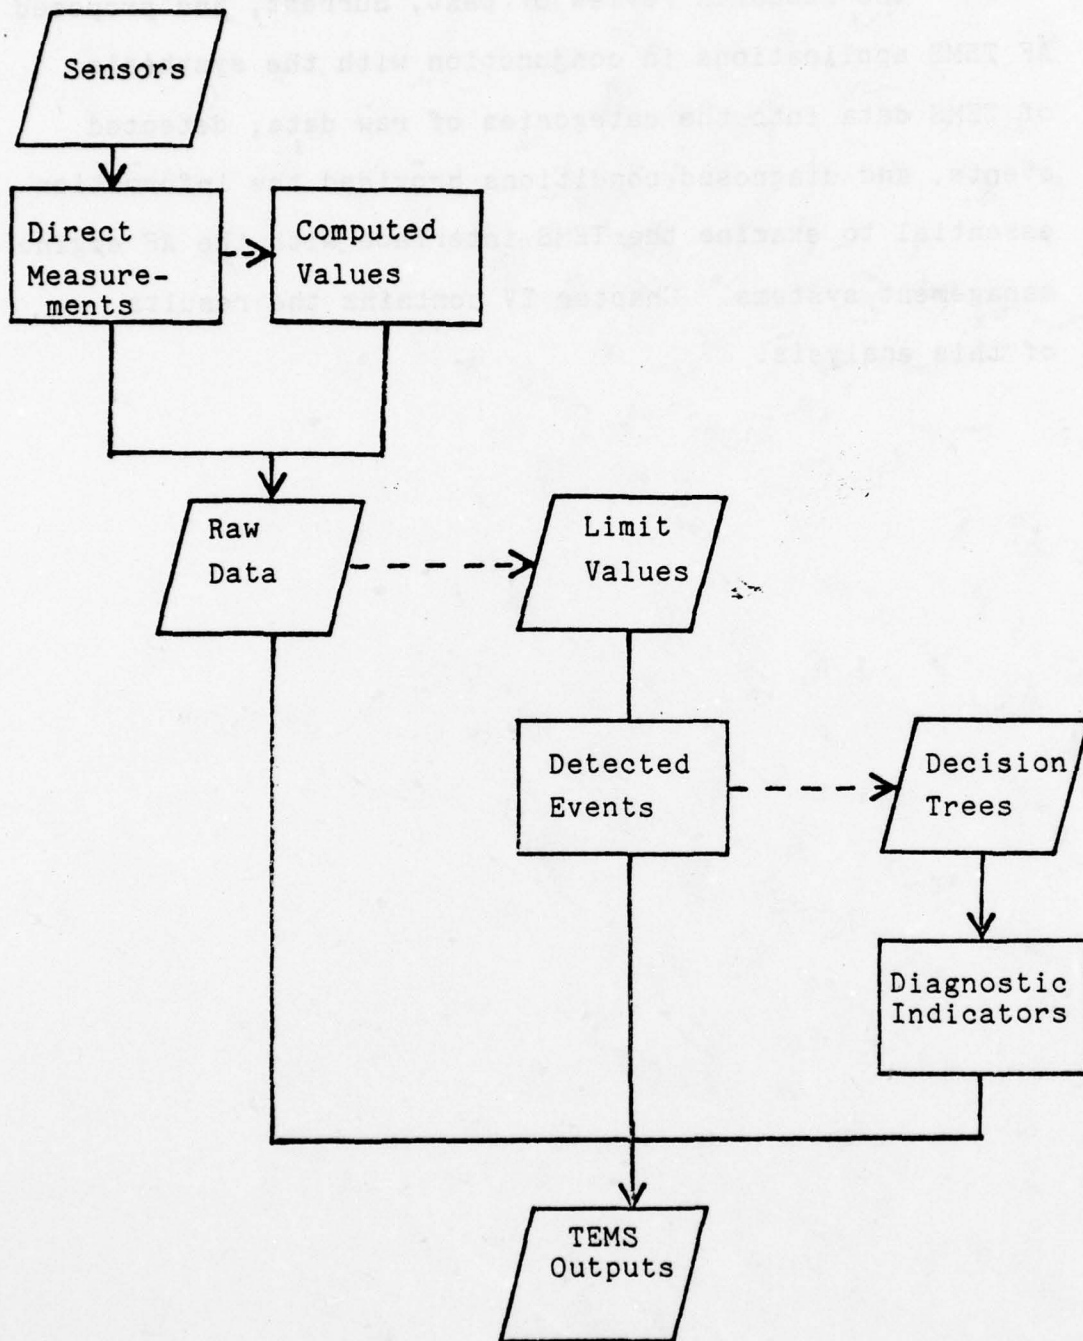 Sensors
Direct
Measure-
ments
Computed
Values
Raw
Data
Limit
Values
Detected
Events
Decision
Trees
Diagnostic
Indicators
TEMS
Outputs